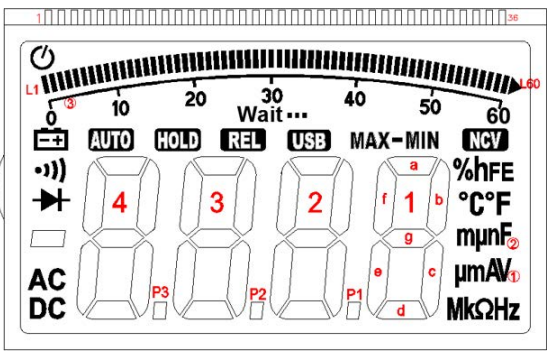 1 36
L1 L60
③
0 10 20 30 40 50 60
Wait ...
AUTO HOLD REL USB MAX-MIN NCV
a
%hFE
4 3 2 f 1 b
°C°F
g
mµnF②
e c
µmAV①
AC
P3 P2 P1
DC
d
MkΩHz